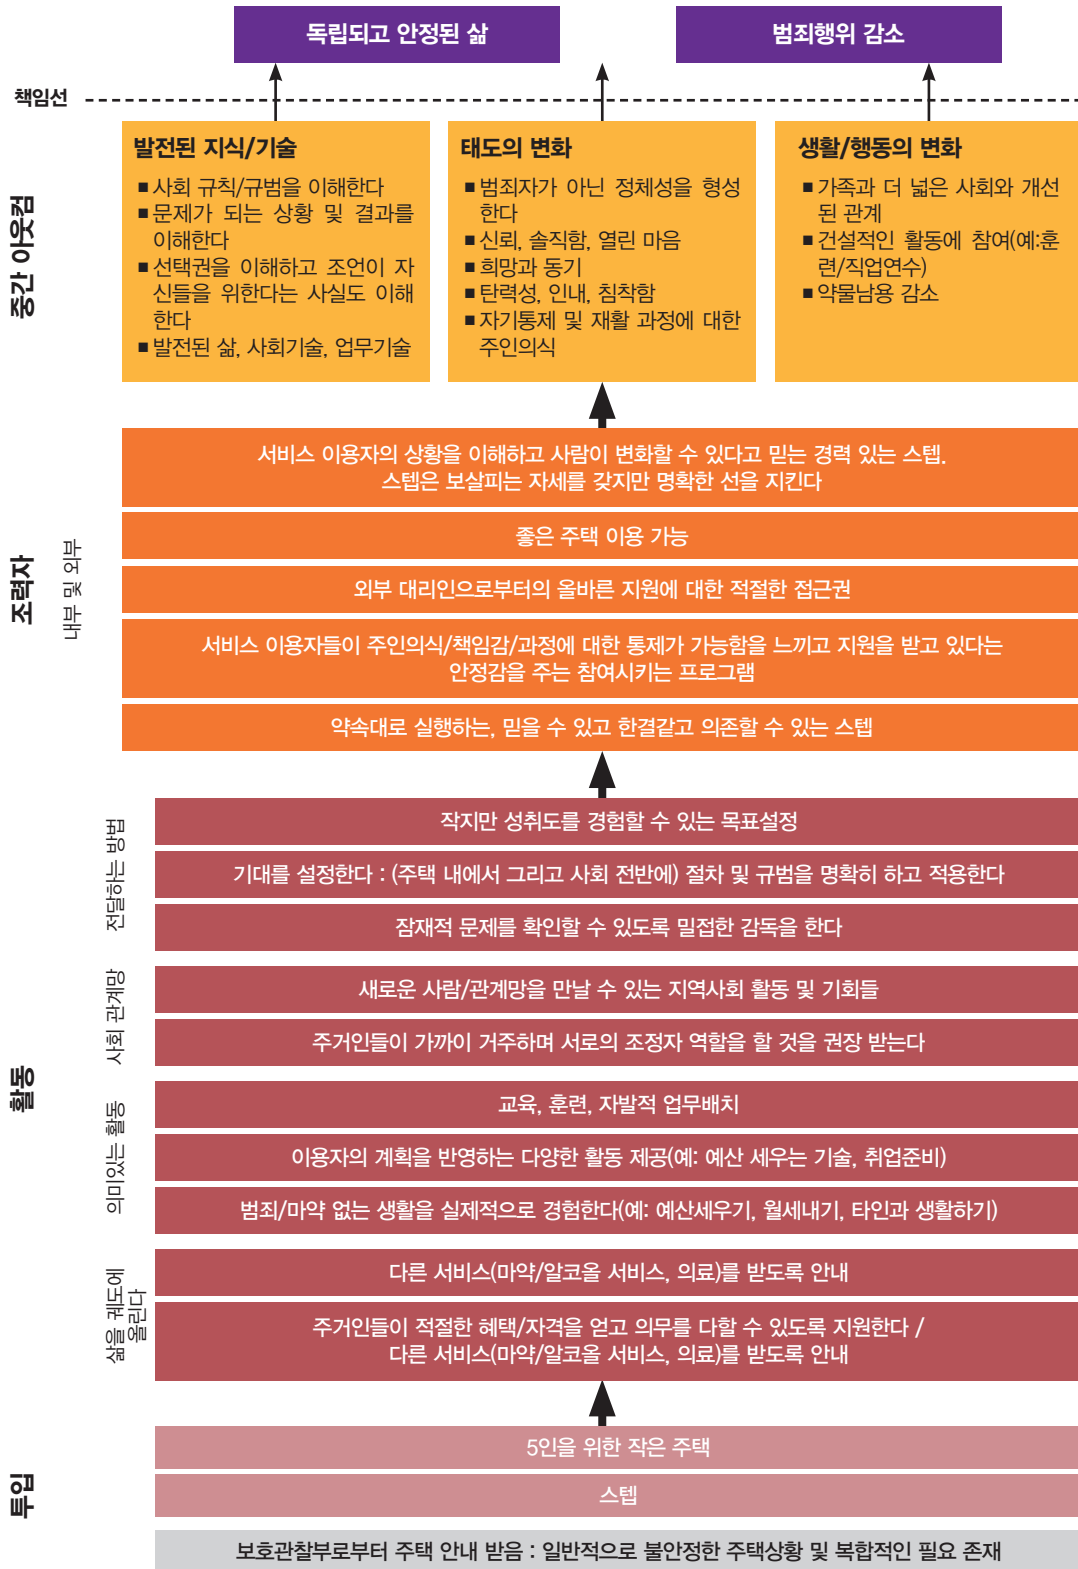 독립되고 안정된 삶
범죄행위 감소
책임선
중간 아웃컴
발전된 지식/기술
■ 사회 규칙/규범을 이해한다
■ 문제가 되는 상황 및 결과를
이해한다
■ 선택권을 이해하고 조언이 자
신들을 위한다는 사실도 이해
한다
■ 발전된 삶, 사회기술, 업무기술
태도의 변화
■ 범죄자가 아닌 정체성을 형성
한다
■ 신뢰, 솔직함, 열린 마음
■ 희망과 동기
■ 탄력성, 인내, 침착함
■ 자기통제 및 재활 과정에 대한
주인의식
생활/행동의 변화
■ 가족과 더 넓은 사회와 개선
된 관계
■ 건설적인 활동에 참여(예:훈
련/직업연수)
■ 약물남용 감소
조력자
내부 및 외부
서비스 이용자의 상황을 이해하고 사람이 변화할 수 있다고 믿는 경력 있는 스텝.
스텝은 보살피는 자세를 갖지만 명확한 선을 지킨다
좋은 주택 이용 가능
외부 대리인으로부터의 올바른 지원에 대한 적절한 접근권
서비스 이용자들이 주인의식/책임감/과정에 대한 통제가 가능함을 느끼고 지원을 받고 있다는
안정감을 주는 참여시키는 프로그램
약속대로 실행하는, 믿을 수 있고 한결같고 의존할 수 있는 스텝
활동
전달하는 방법
작지만 성취도를 경험할 수 있는 목표설정
기대를 설정한다 : (주택 내에서 그리고 사회 전반에) 절차 및 규범을 명확히 하고 적용한다
잠재적 문제를 확인할 수 있도록 밀접한 감독을 한다
사회 관계망
새로운 사람/관계망을 만날 수 있는 지역사회 활동 및 기회들
주거인들이 가까이 거주하며 서로의 조정자 역할을 할 것을 권장 받는다
의미있는 활동
교육, 훈련, 자발적 업무배치
이용자의 계획을 반영하는 다양한 활동 제공(예: 예산 세우는 기술, 취업준비)
범죄/마약 없는 생활을 실제적으로 경험한다(예: 예산세우기, 월세내기, 타인과 생활하기)
삶을 궤도에
올린다
다른 서비스(마약/알코올 서비스, 의료)를 받도록 안내
주거인들이 적절한 혜택/자격을 얻고 의무를 다할 수 있도록 지원한다 /
다른 서비스(마약/알코올 서비스, 의료)를 받도록 안내
투입
5인을 위한 작은 주택
스텝
보호관찰부로부터 주택 안내 받음 : 일반적으로 불안정한 주택상황 및 복합적인 필요 존재